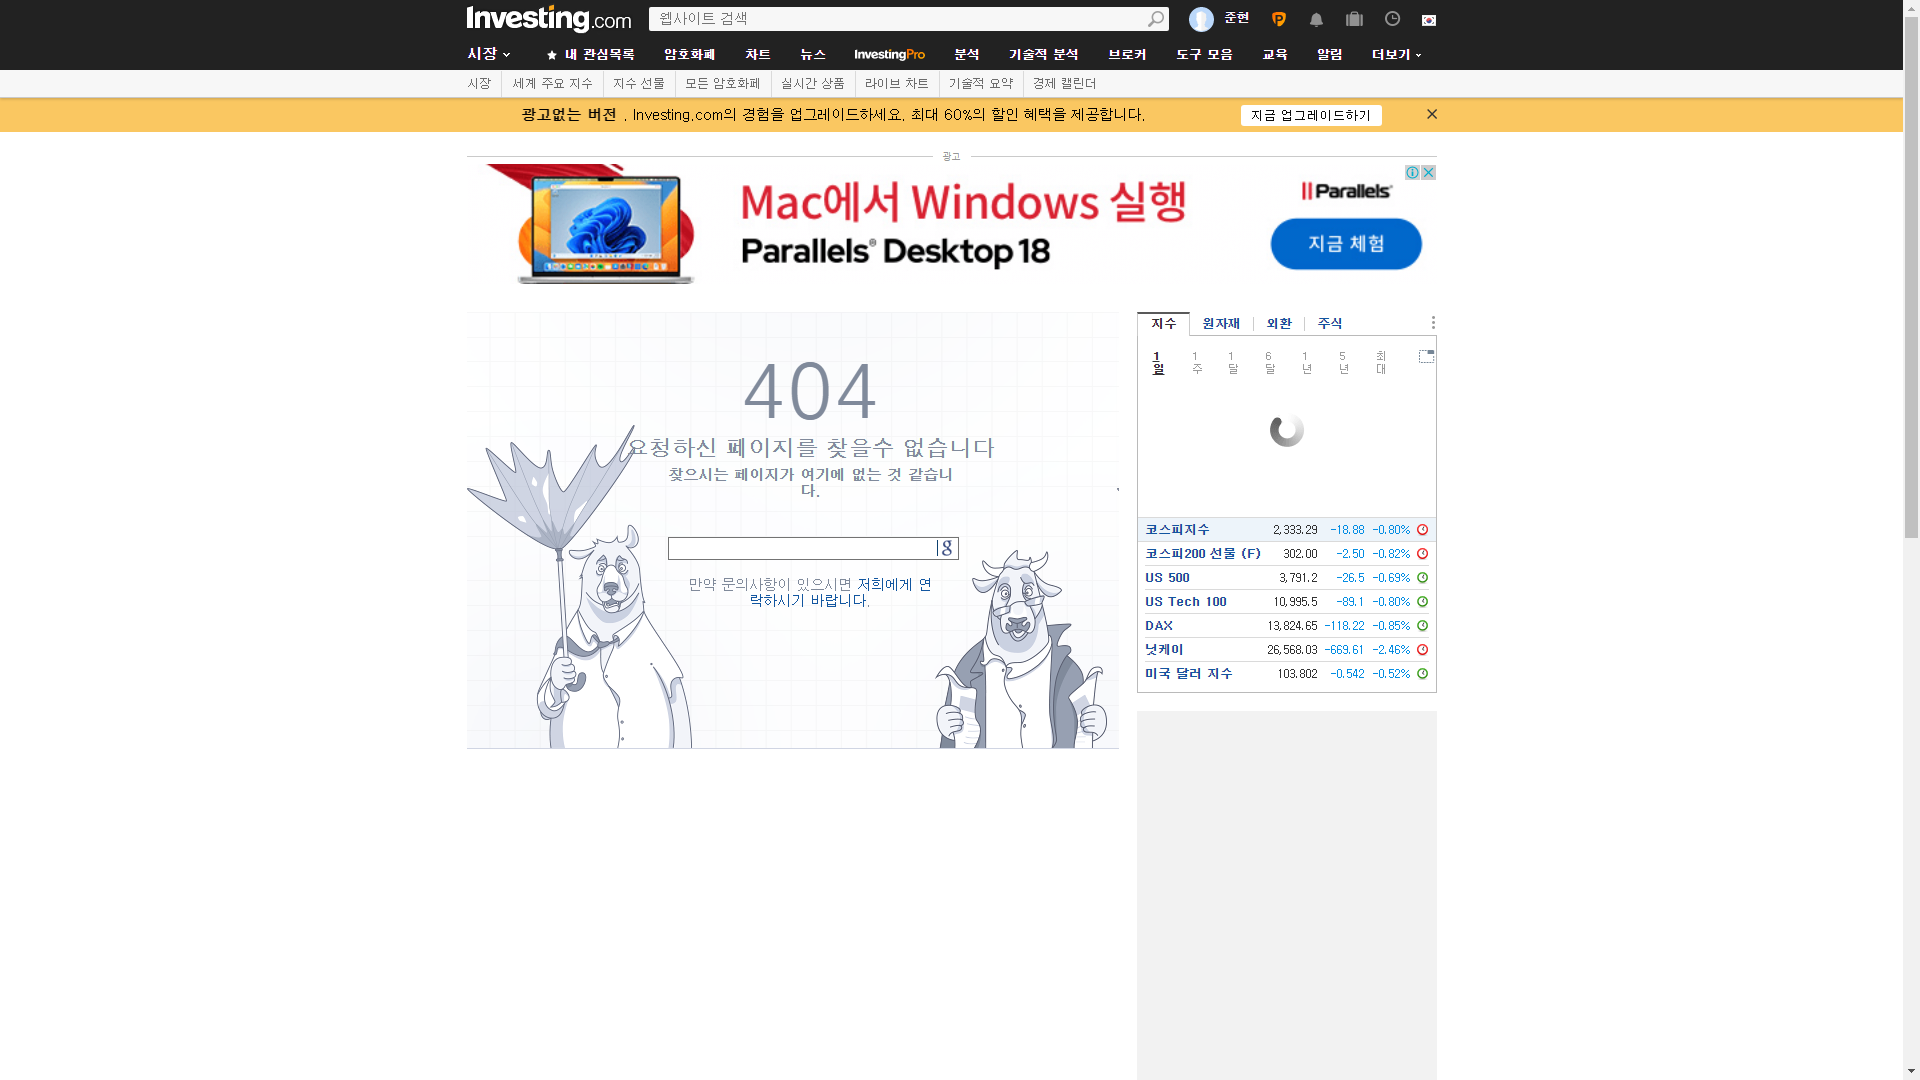 Investing.com
웹사이트 검색
준현
시장
내 관심목록
암호화폐
차트
뉴스
InvestingPro
분석
기술적 분석
브로커
도구 모음
교육
알림
더보기
시장
세계 주요 지수
지수 선물
모든 암호화폐
실시간 상품
라이브 차트
기술적 요약
경제 캘린더
광고없는 버전 . Investing.com의 경험을 업그레이드하세요. 최대 60%의 할인 혜택을 제공합니다.
지금 업그레이드하기
광고
Mac에서 Windows 실행
Parallels® Desktop 18
Parallels®
지금 체험
404
요청하신 페이지를 찾을수 없습니다
찾으시는 페이지가 여기에 없는 것 같습니
다.
g
만약 문의사항이 있으시면 저희에게 연
락하시기 바랍니다.
지수
원자재
외환
주식
1일
1주
1달
6달
1년
5년
최대
코스피지수 2,333.29 -18.88 -0.80%
코스피200 선물 (F) 302.00 -2.50 -0.82%
US 500 3,791.2 -26.5 -0.69%
US Tech 100 10,995.5 -89.1 -0.80%
DAX 13,824.65 -118.22 -0.85%
닛케이 26,568.03 -669.61 -2.46%
미국 달러 지수 103.802 -0.542 -0.52%